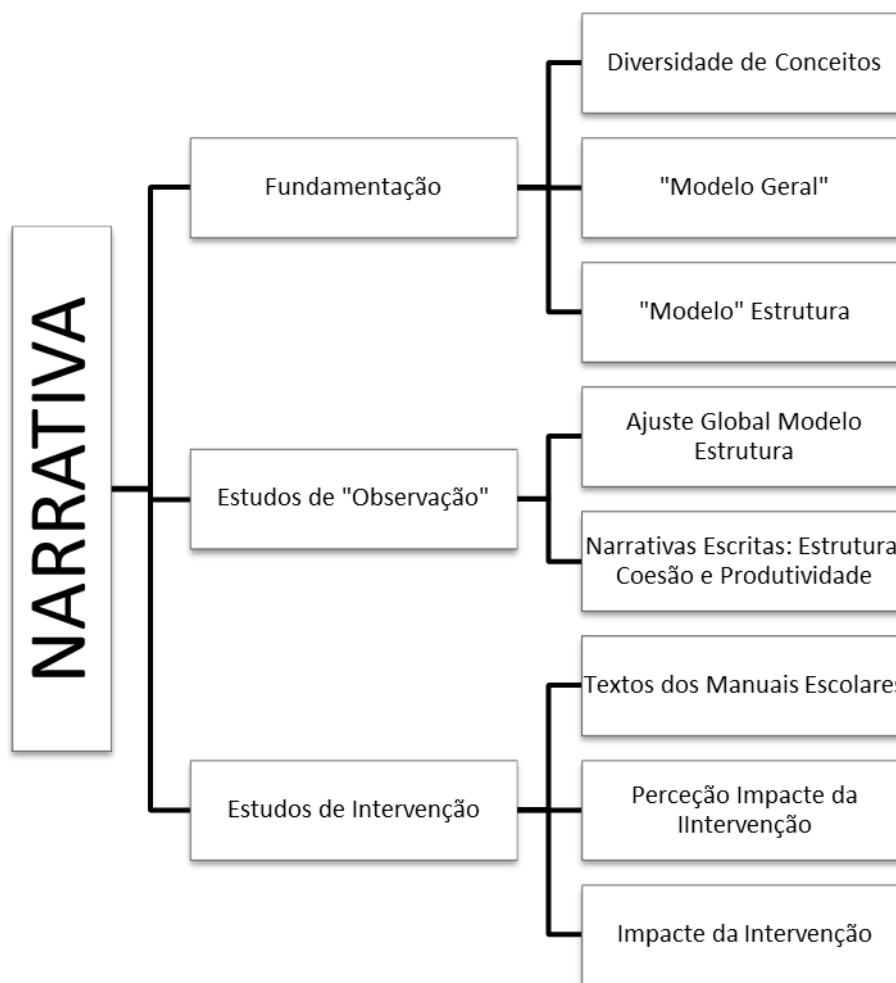 NARRATIVA
Fundamentação
Diversidade de Conceitos
"Modelo Geral"
"Modelo" Estrutura
Estudos de "Observação"
Ajuste Global Modelo
Estrutura
Narrativas Escritas: Estrutura
Coesão e Produtividade
Estudos de Intervenção
Textos dos Manuais Escolares
Perceção Impacte da
IIntervenção
Impacte da Intervenção